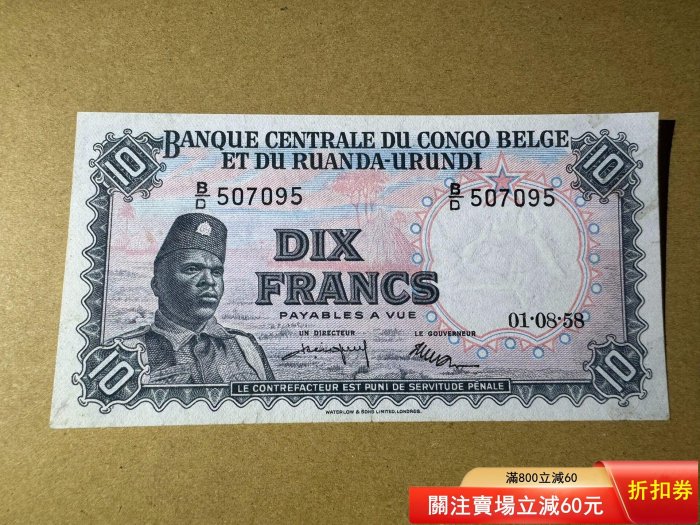 BANQUE CENTRALE DU CONGO BELGE
ET DU RUANDA-URUNDI
10
10
B/D 507095
B/D 507095
DIX
FRANCS
PAYABLES A VUE
UN DIRECTEUR
LE GOUVERNEUR
01·08·58
10
10
LE CONTREFACTEUR EST PUNI DE SERVITUDE PÉNALE
WATERLOW & SONS LIMITED, LONDRES.
滿800立減60
關注賣場立減60元
折扣券